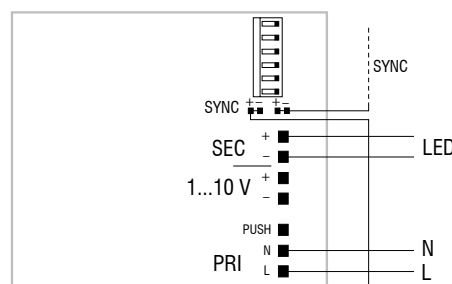 SYNC
+ − + −
SYNC
+
SEC
−
LED
+
1...10 V
−
PUSH
N
N
PRI
L
L